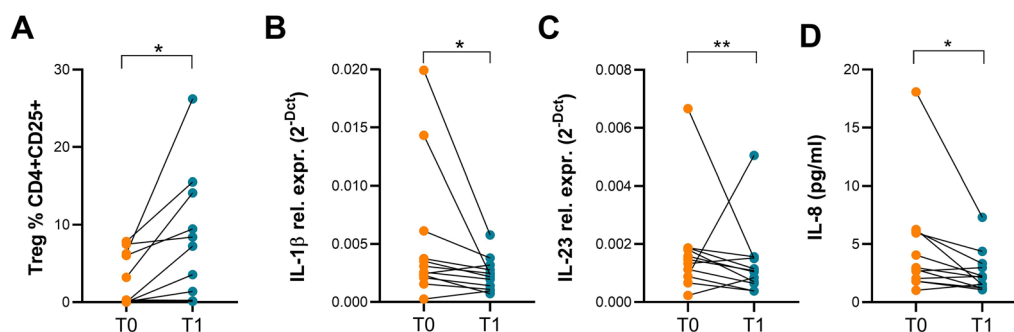 A
*
Treg % CD4+CD25+
30
20
10
0
T0 T1
B
*
IL-1β rel. expr. (2^-Dct)
0.020
0.015
0.010
0.005
0.000
T0 T1
C
**
IL-23 rel. expr. (2^-Dct)
0.008
0.006
0.004
0.002
0.000
T0 T1
D
*
IL-8 (pg/ml)
20
15
10
5
0
T0 T1